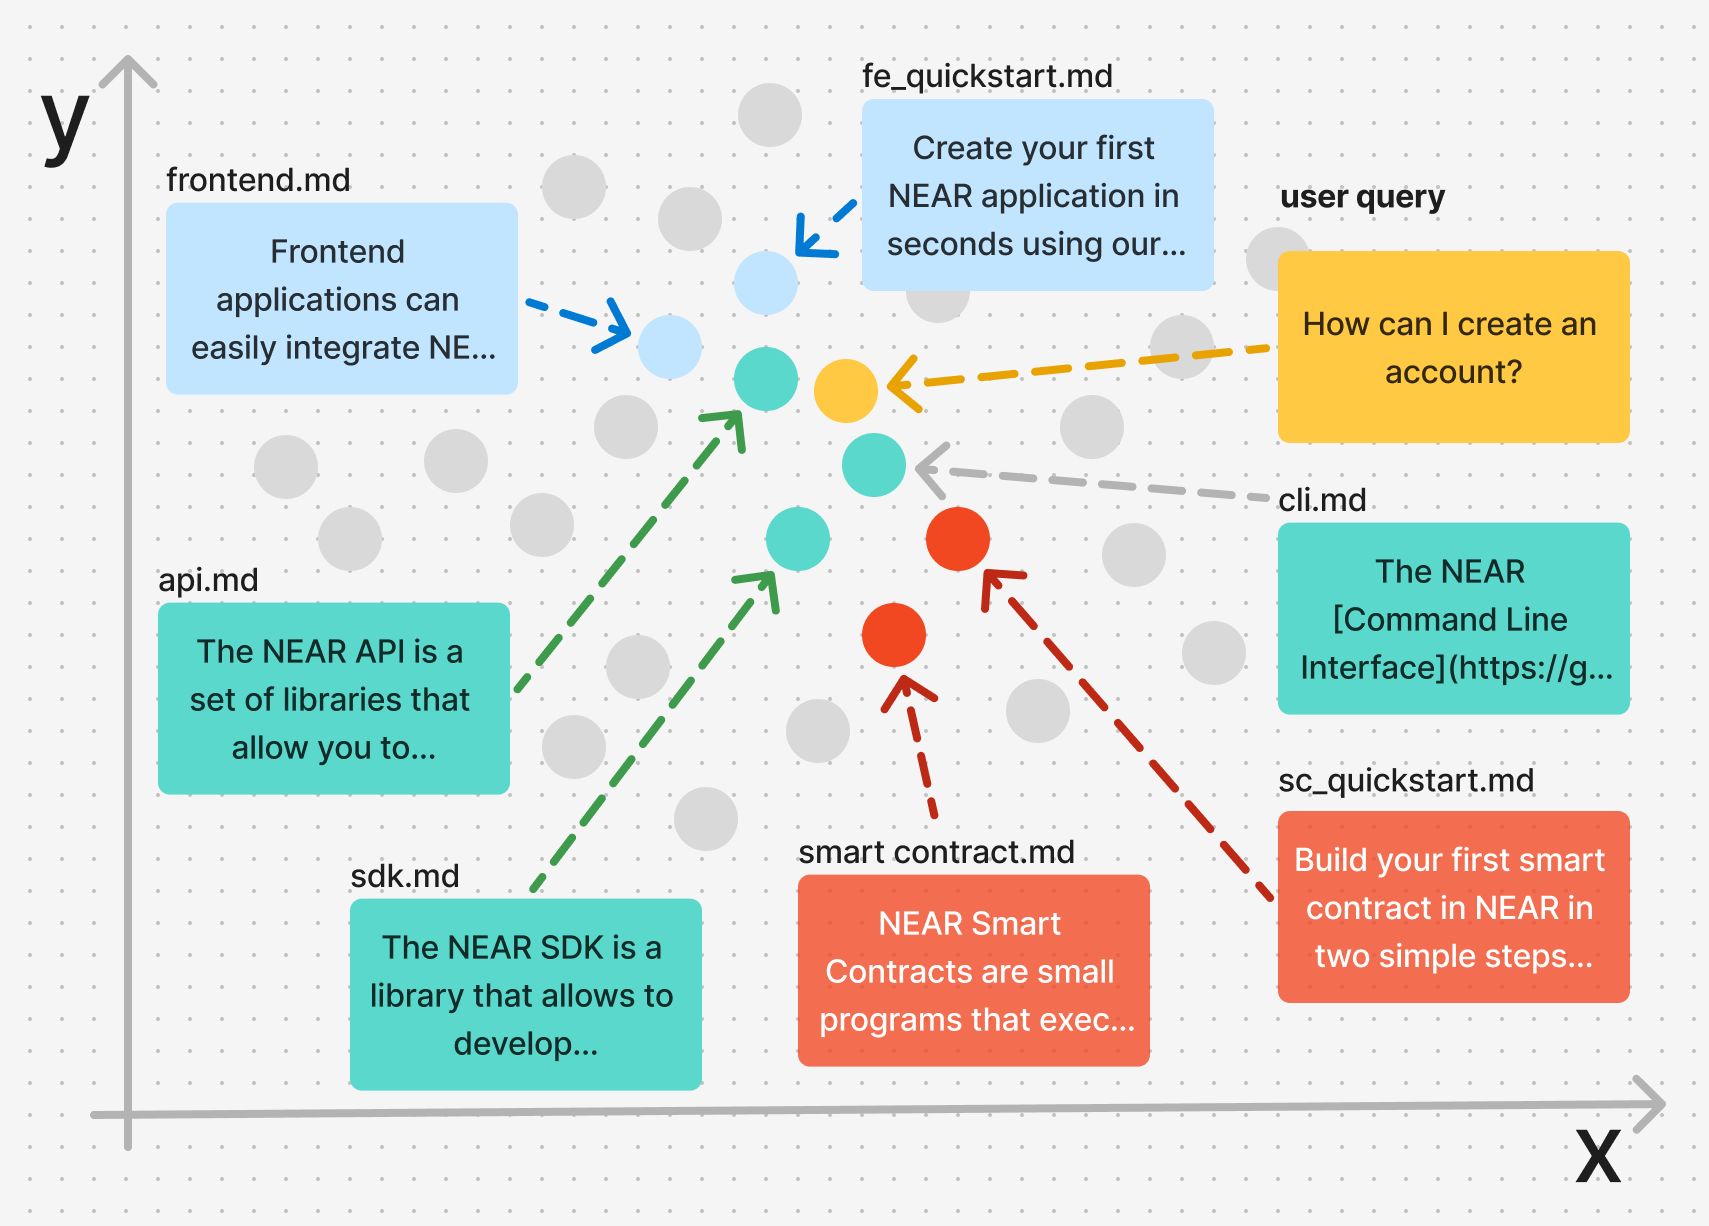 y
fe_quickstart.md
Create your first
NEAR application in
seconds using our...
frontend.md
Frontend
applications can
easily integrate NE...
user query
How can I create an
account?
cli.md
The NEAR
[Command Line
Interface](https://g...
api.md
The NEAR API is a
set of libraries that
allow you to...
sc_quickstart.md
Build your first smart
contract in NEAR in
two simple steps...
smart contract.md
NEAR Smart
Contracts are small
programs that exec...
sdk.md
The NEAR SDK is a
library that allows to
develop...
x